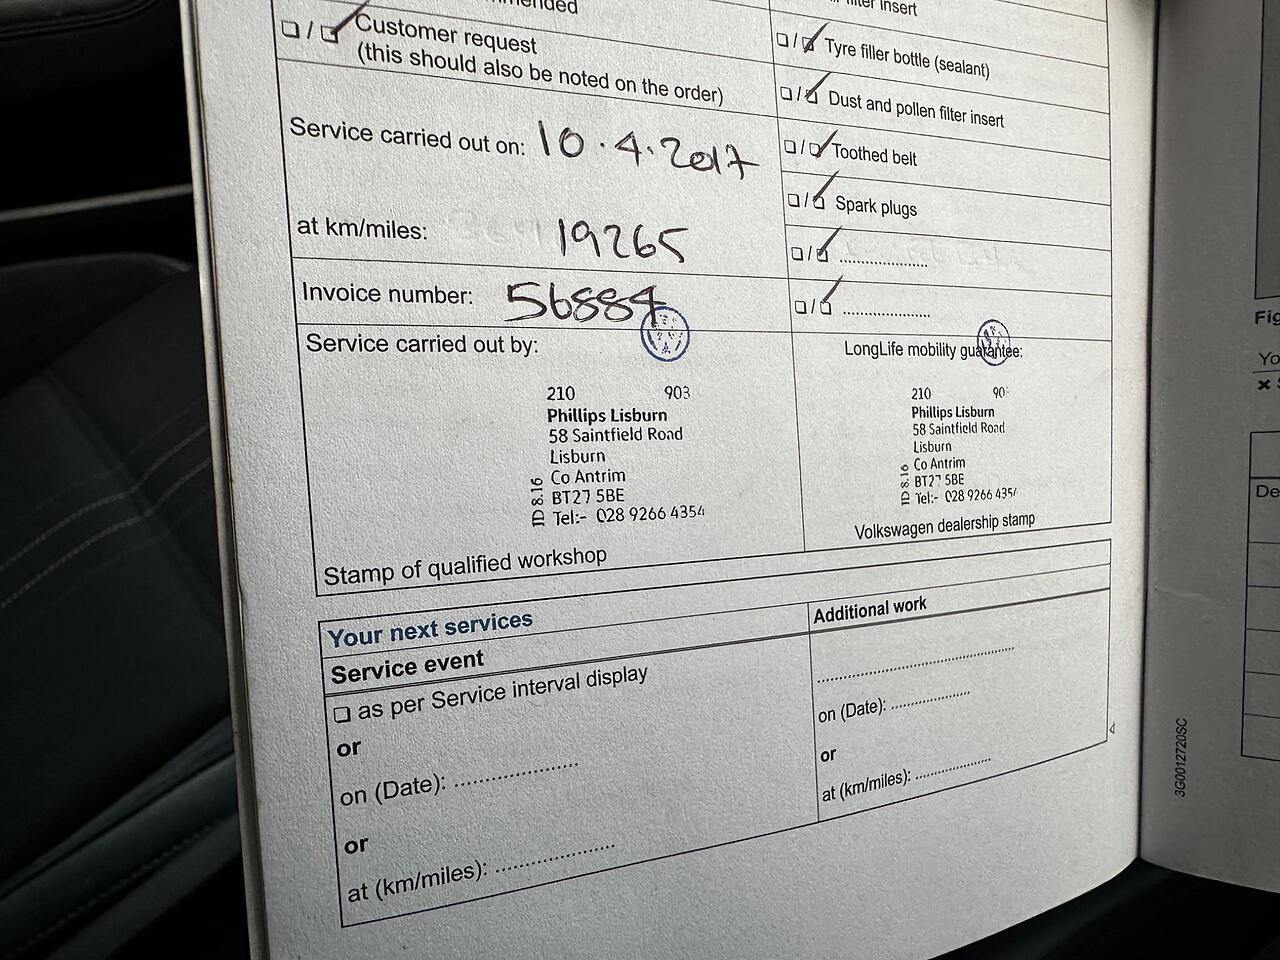 Customer request
(this should also be noted on the order)
Service carried out on: 10.4.2017
at km/miles: 19265
Invoice number: 56884
Service carried out by:
210 903
Phillips Lisburn
58 Saintfield Road
Lisburn
Co Antrim
BT27 5BE
Tel:- 028 9266 4354
ID 8.16
Stamp of qualified workshop
filter insert
Tyre filler bottle (sealant)
Dust and pollen filter insert
Toothed belt
Spark plugs
LongLife mobility guarantee:
210 90
Phillips Lisburn
58 Saintfield Road
Lisburn
Co Antrim
BT27 5BE
Tel:- 028 9266 435
ID 8.16
Volkswagen dealership stamp
Your next services
Service event
as per Service interval display
or
on (Date): ....................
or
at (km/miles): ....................
Additional work
........................................
on (Date): ................
or
at (km/miles): ................
3G0012720SC
Fig
Yo
De